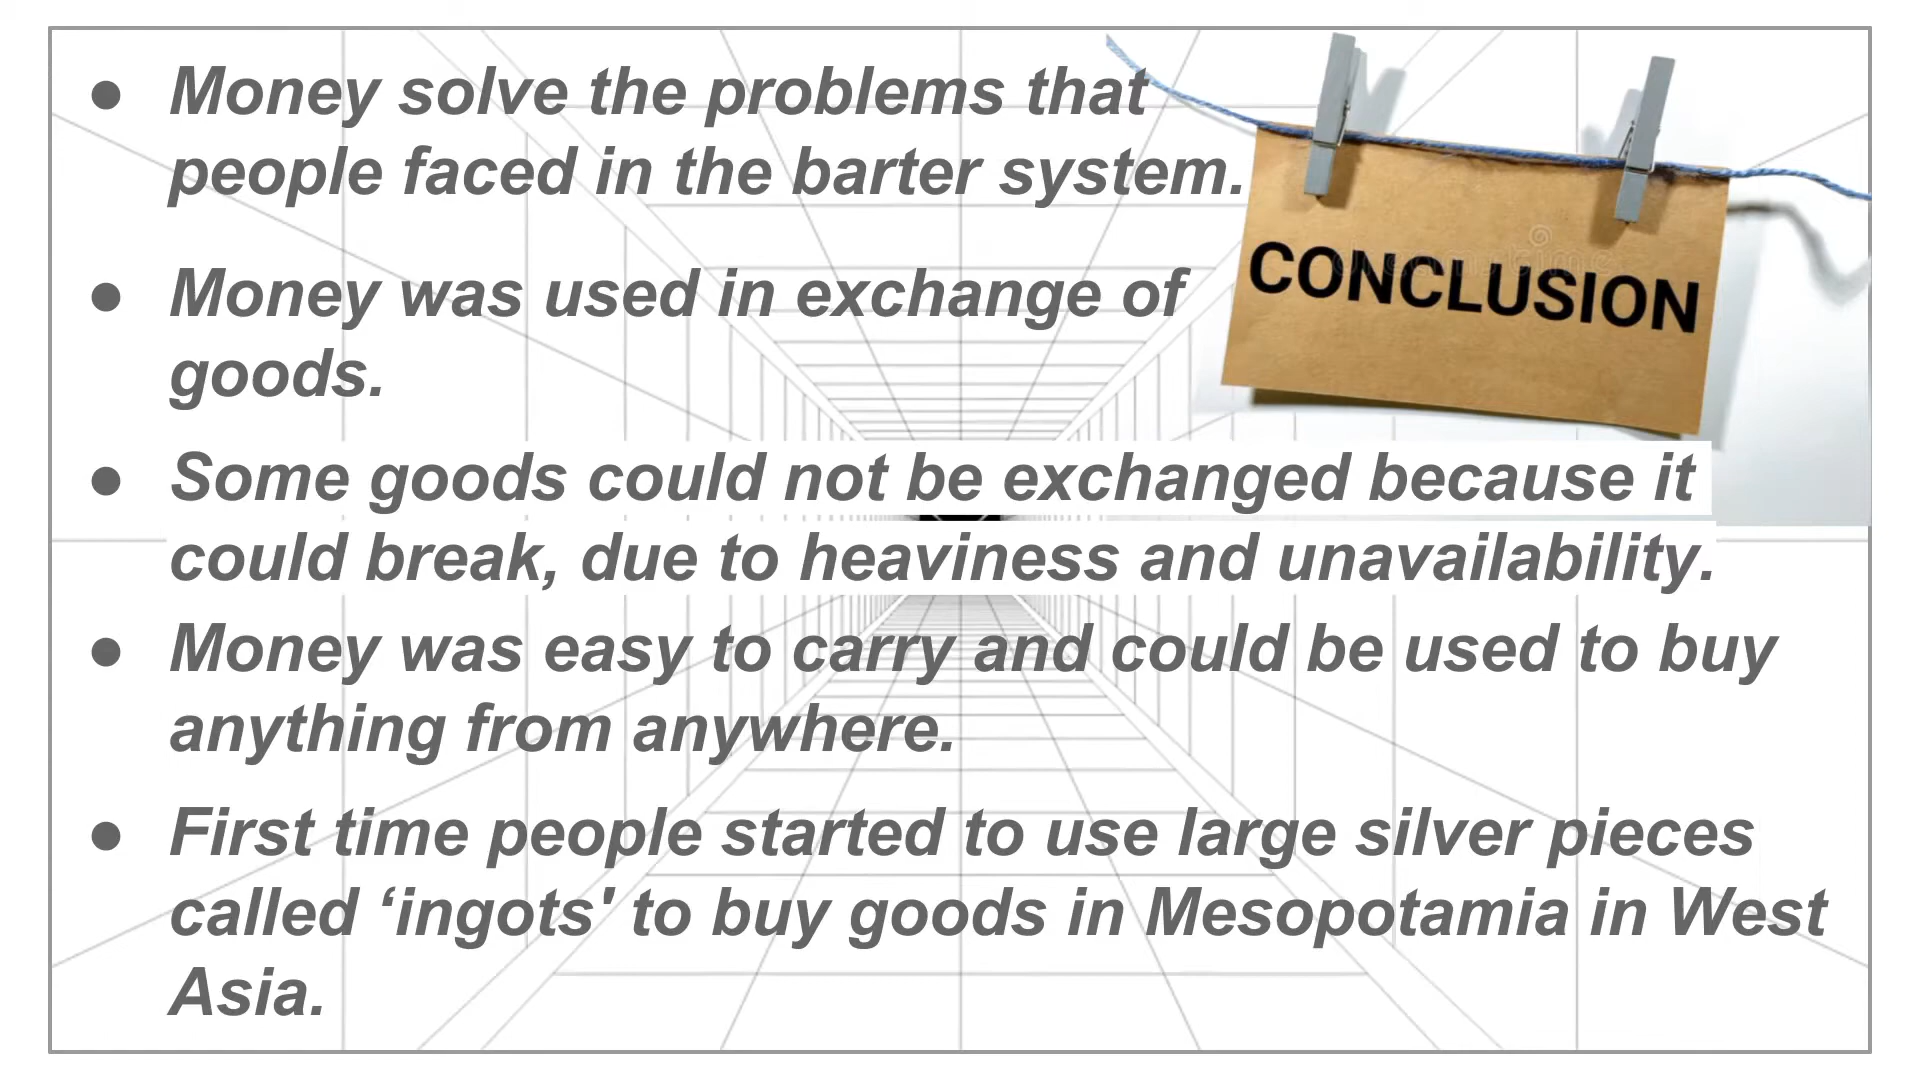 ● Money solve the problems that
people faced in the barter system.
● Money was used in exchange of
goods.
CONCLUSION
● Some goods could not be exchanged because it
could break, due to heaviness and unavailability.
● Money was easy to carry and could be used to buy
anything from anywhere.
● First time people started to use large silver pieces
called ‘ingots' to buy goods in Mesopotamia in West
Asia.